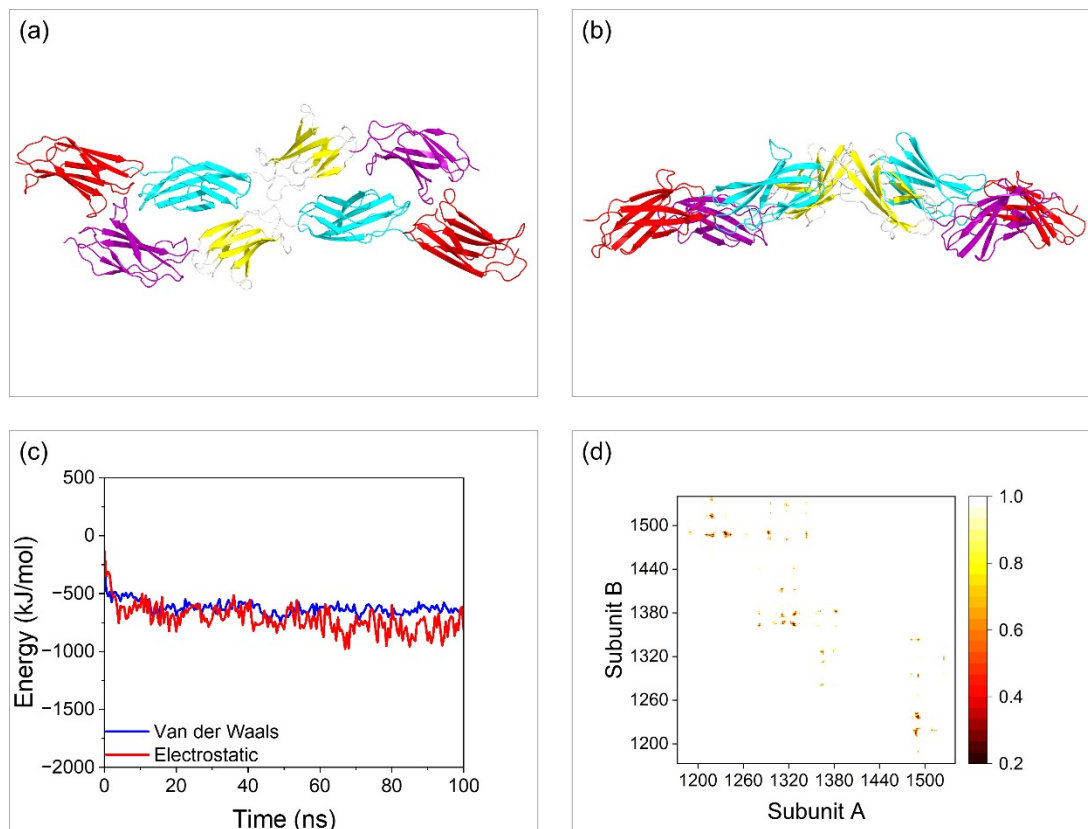 (a)
(b)
(c)
500
0
−500
−1000
−1500
−2000
Energy (kJ/mol)
Van der Waals
Electrostatic
0 20 40 60 80 100
Time (ns)
(d)
1500
1440
1380
1320
1260
1200
Subunit B
1200 1260 1320 1380 1440 1500
Subunit A
1.0
0.8
0.6
0.4
0.2